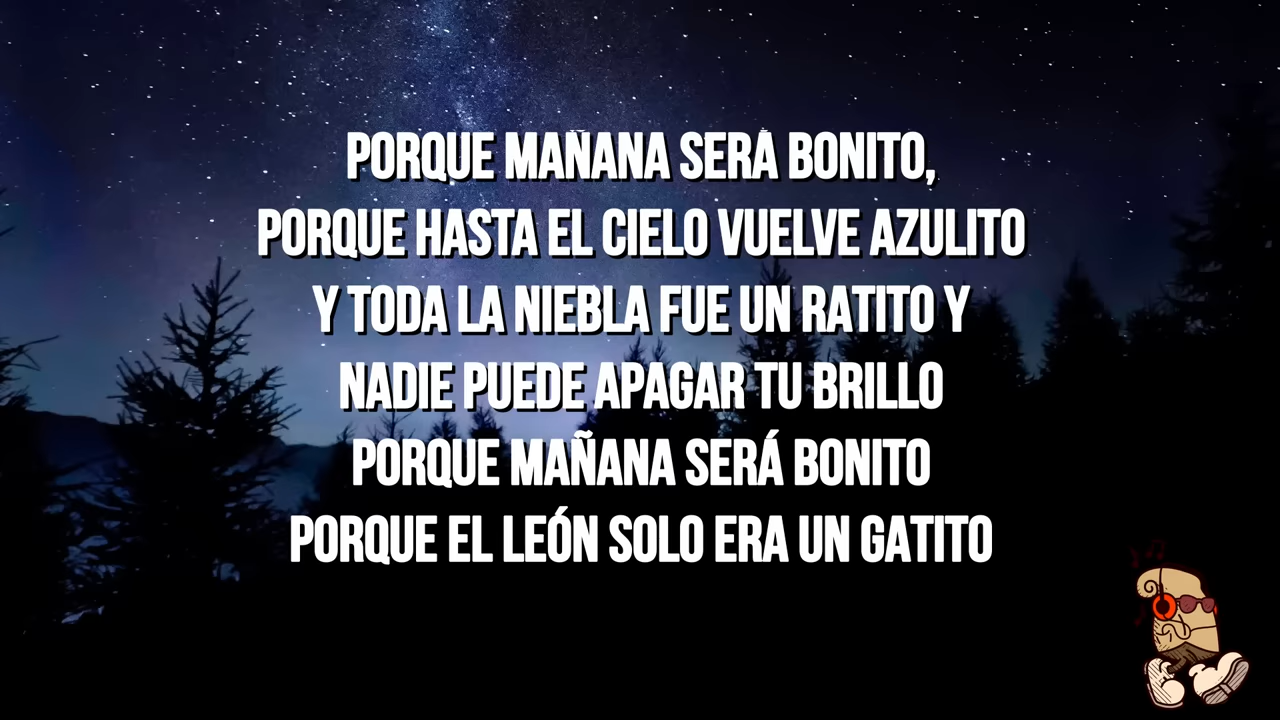 PORQUE MAÑANA SERÁ BONITO,
PORQUE HASTA EL CIELO VUELVE AZULITO
Y TODA LA NIEBLA FUE UN RATITO Y
NADIE PUEDE APAGAR TU BRILLO
PORQUE MAÑANA SERÁ BONITO
PORQUE EL LEÓN SOLO ERA UN GATITO